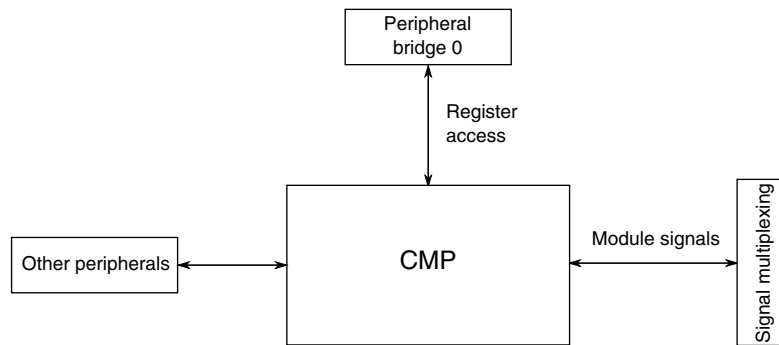 Peripheral
bridge 0
Register
access
Other peripherals
CMP
Module signals
Signal multiplexing